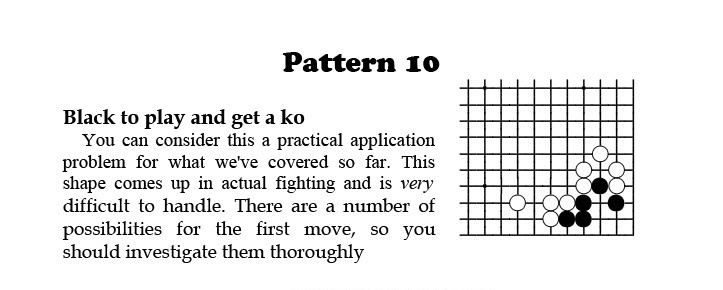 Pattern 10
Black to play and get a ko
You can consider this a practical application
problem for what we've covered so far. This
shape comes up in actual fighting and is very
difficult to handle. There are a number of
possibilities for the first move, so you
should investigate them thoroughly